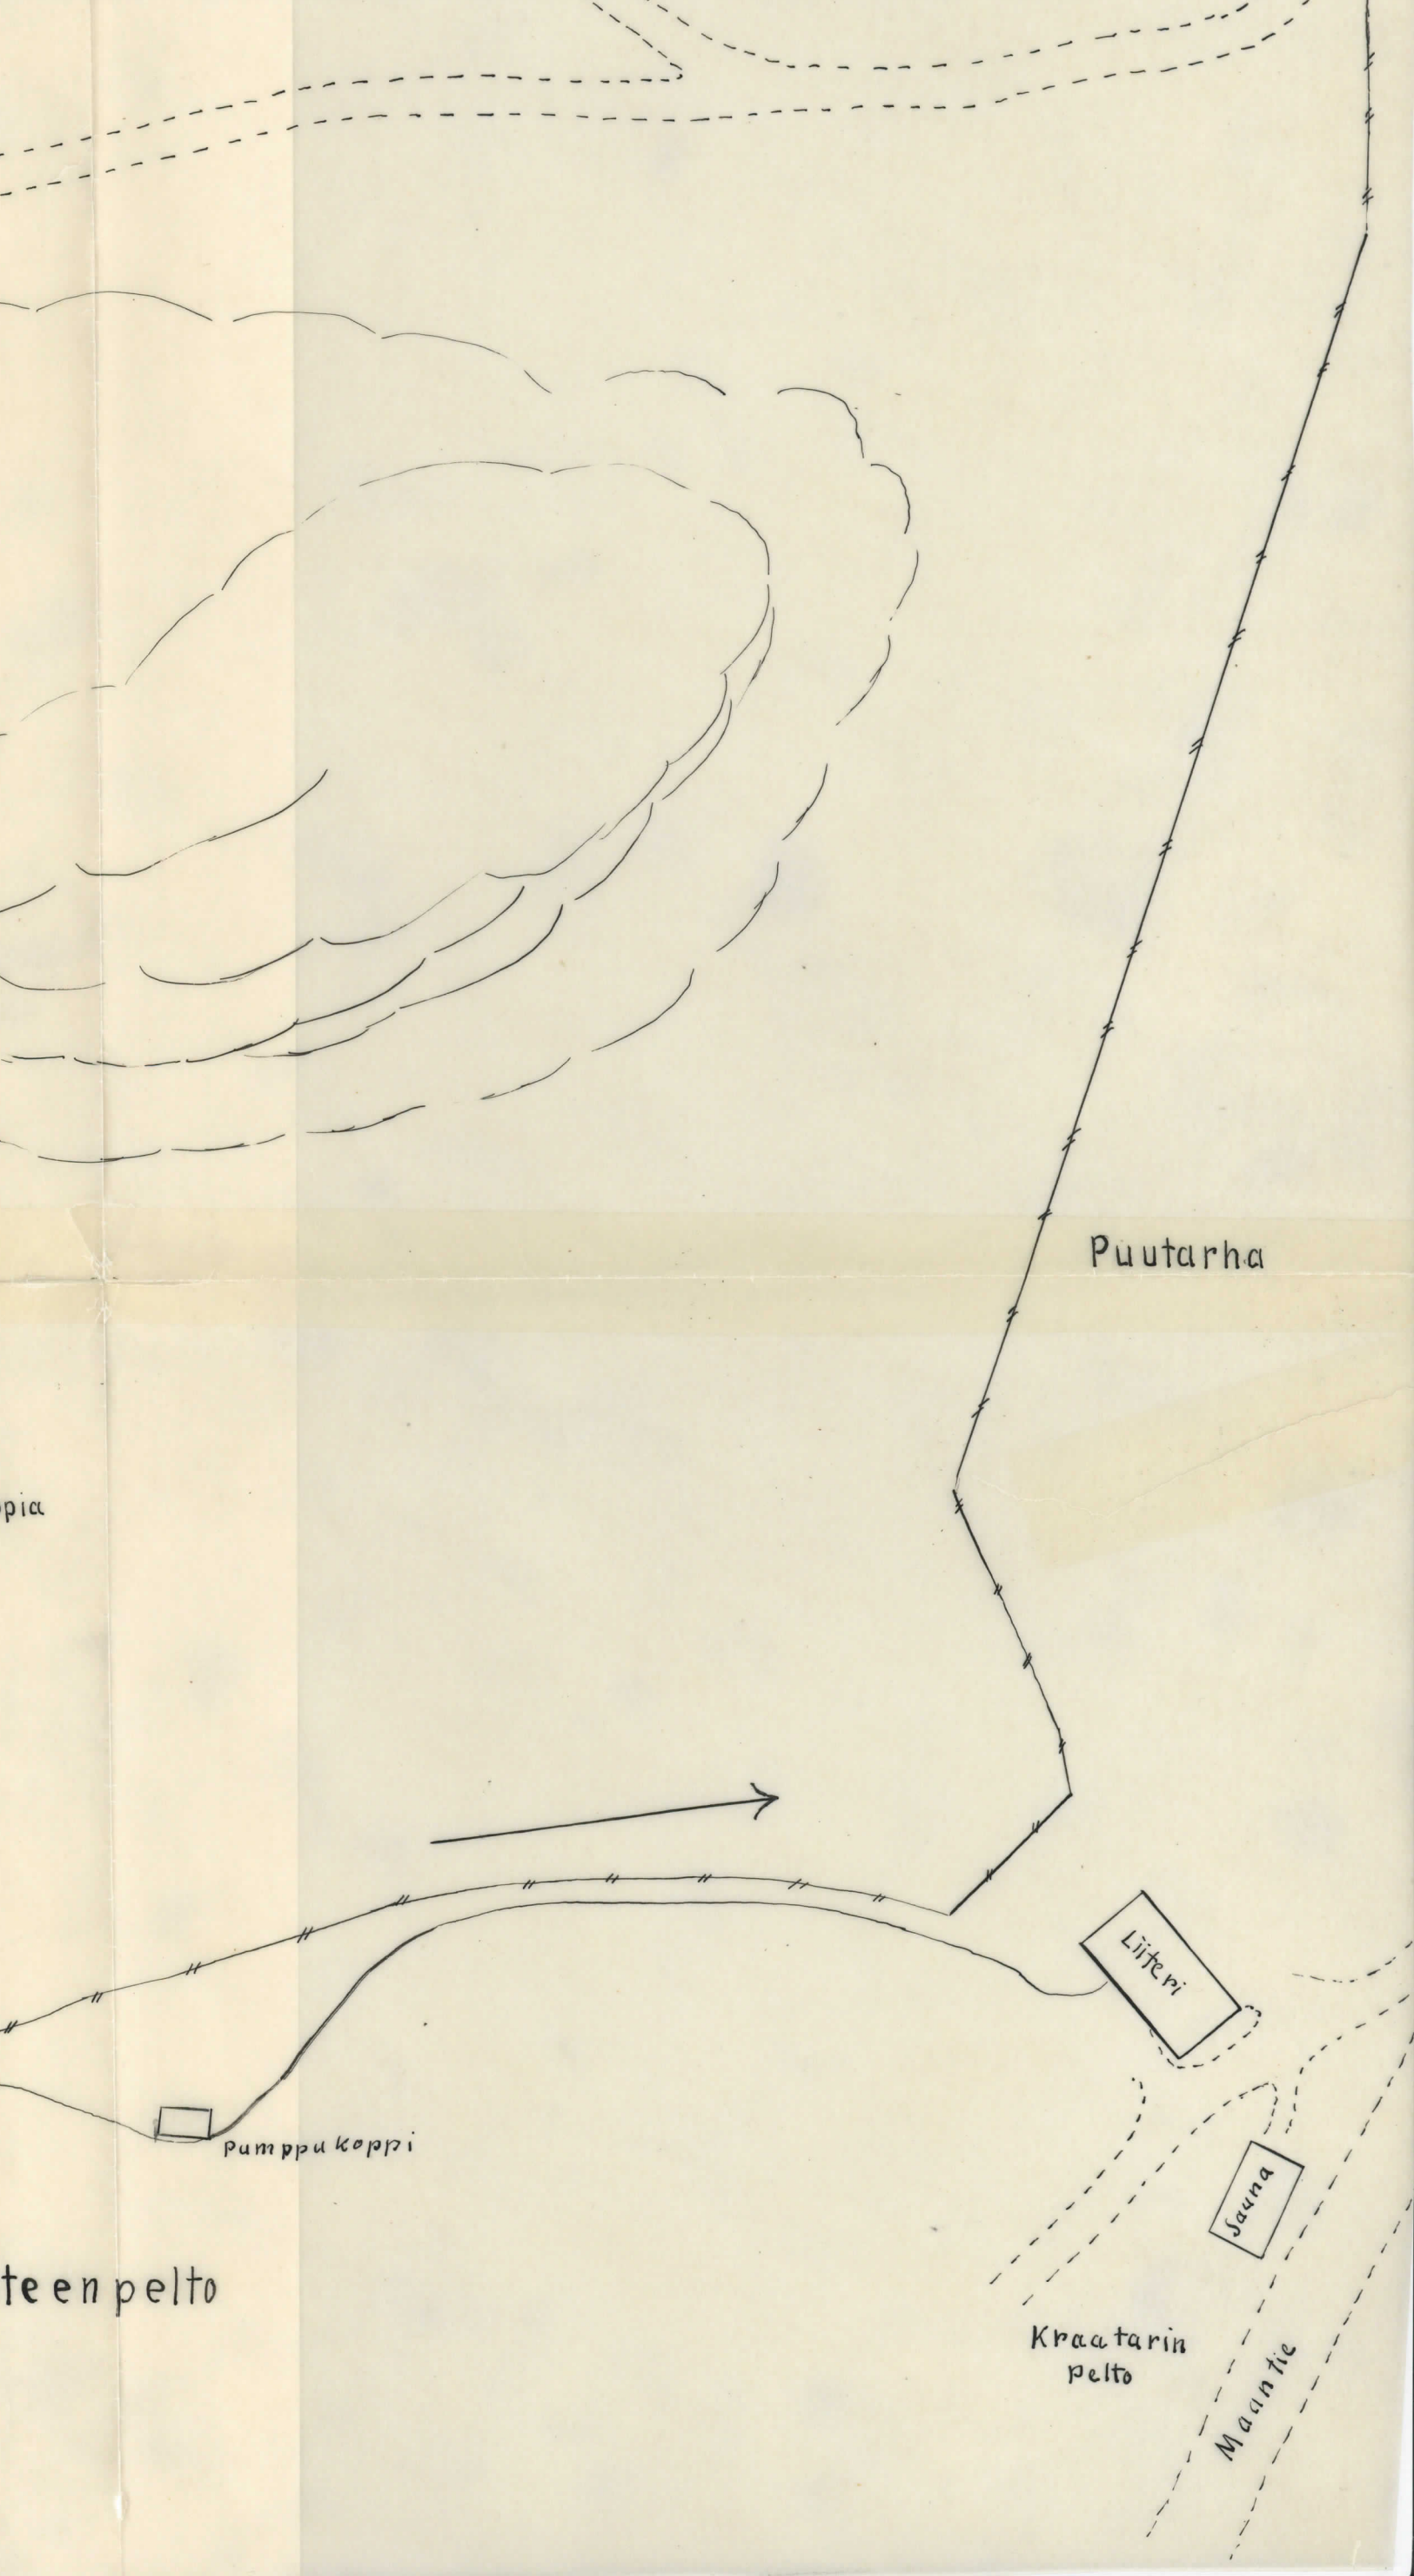 Puutarha
pia
Liiteri
Pumppukoppi
Sauna
teenpelto
Kraatarin
pelto
Maantie